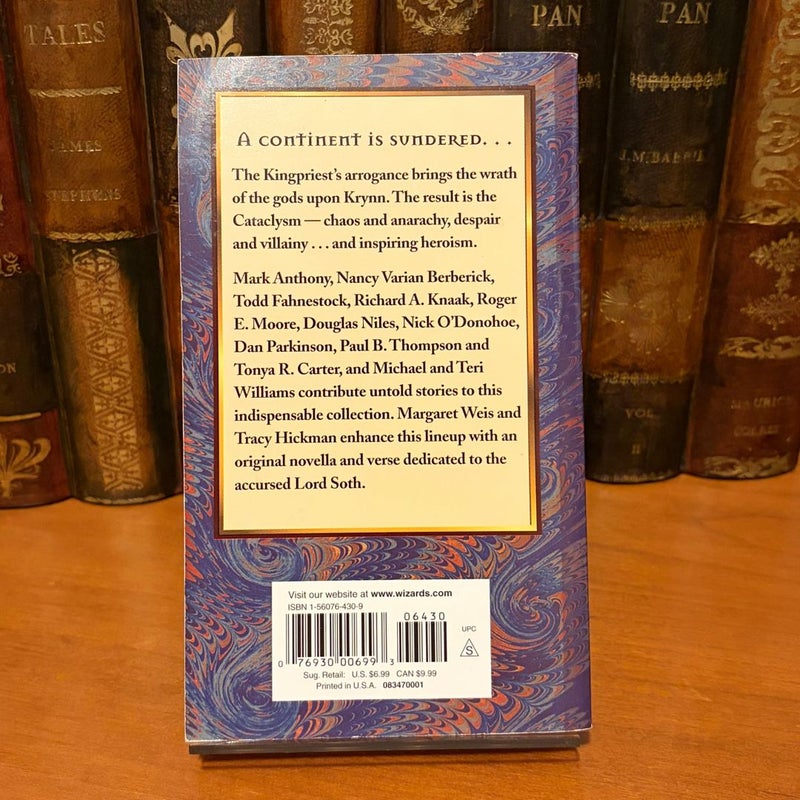 TALES
JAMES
STEPHENS
PAN
PAN
J.M. BARRIE
VOL
II
A CONTINENT IS SUNDERED. . .
The Kingpriest's arrogance brings the wrath
of the gods upon Krynn. The result is the
Cataclysm — chaos and anarchy, despair
and villainy . . . and inspiring heroism.
Mark Anthony, Nancy Varian Berberick,
Todd Fahnestock, Richard A. Knaak, Roger
E. Moore, Douglas Niles, Nick O'Donohoe,
Dan Parkinson, Paul B. Thompson and
Tonya R. Carter, and Michael and Teri
Williams contribute untold stories to this
indispensable collection. Margaret Weis and
Tracy Hickman enhance this lineup with an
original novella and verse dedicated to the
accursed Lord Soth.
Visit our website at www.wizards.com
ISBN 1-56076-430-9
06430
UPC
S
0 76930 00699 3
Sug. Retail: U.S. $6.99 CAN $9.99
Printed in U.S.A. 083470001